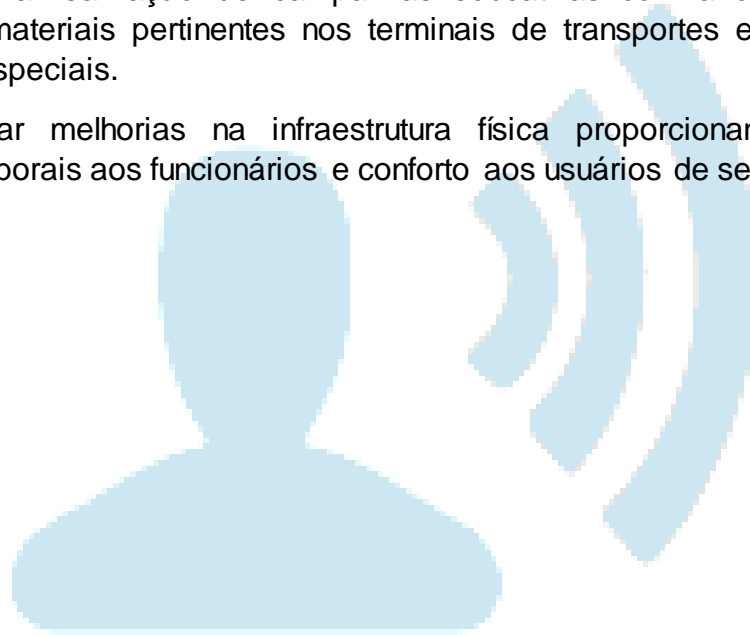 materiais pertinentes nos terminais de transportes e
speciais.
ar melhorias na infraestrutura física proporcionar
porais aos funcionários e conforto aos usuários de se